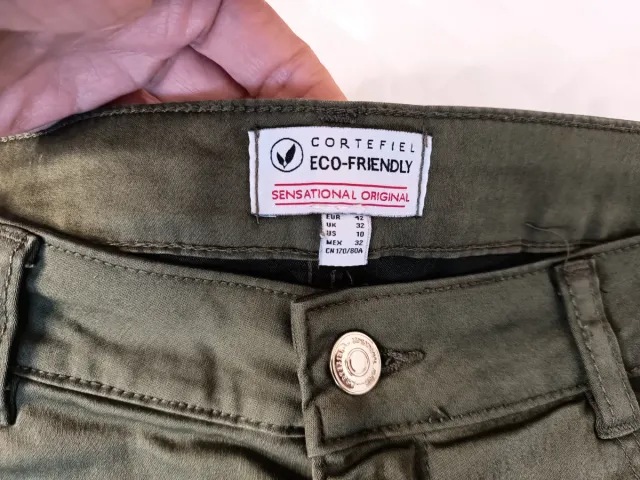 CORTEFIEL
ECO-FRIENDLY
SENSATIONAL ORIGINAL
EUR 42
UK 32
US 10
MEX 32
CN 170/80A